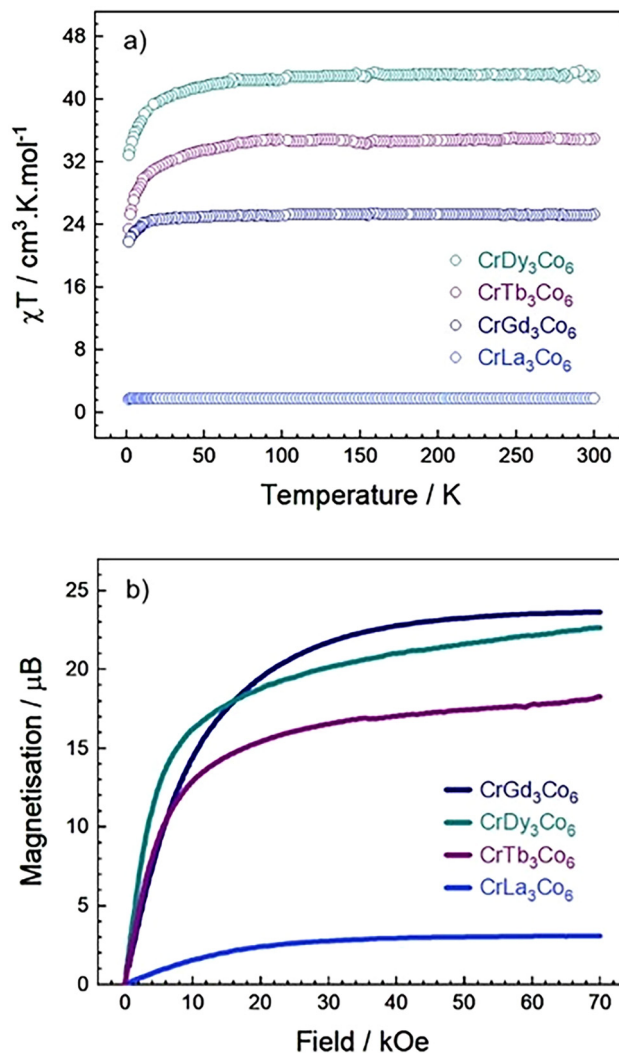 a)
48
42
36
32
24
16
8
0
χT / cm³.K.mol⁻¹
CrDy₃Co₆
CrTb₃Co₆
CrGd₃Co₆
CrLa₃Co₆
0 50 100 150 200 250 300
Temperature / K
b)
25
20
15
10
5
0
Magnetisation / μB
CrGd₃Co₆
CrDy₃Co₆
CrTb₃Co₆
CrLa₃Co₆
0 10 20 30 40 50 60 70
Field / kOe